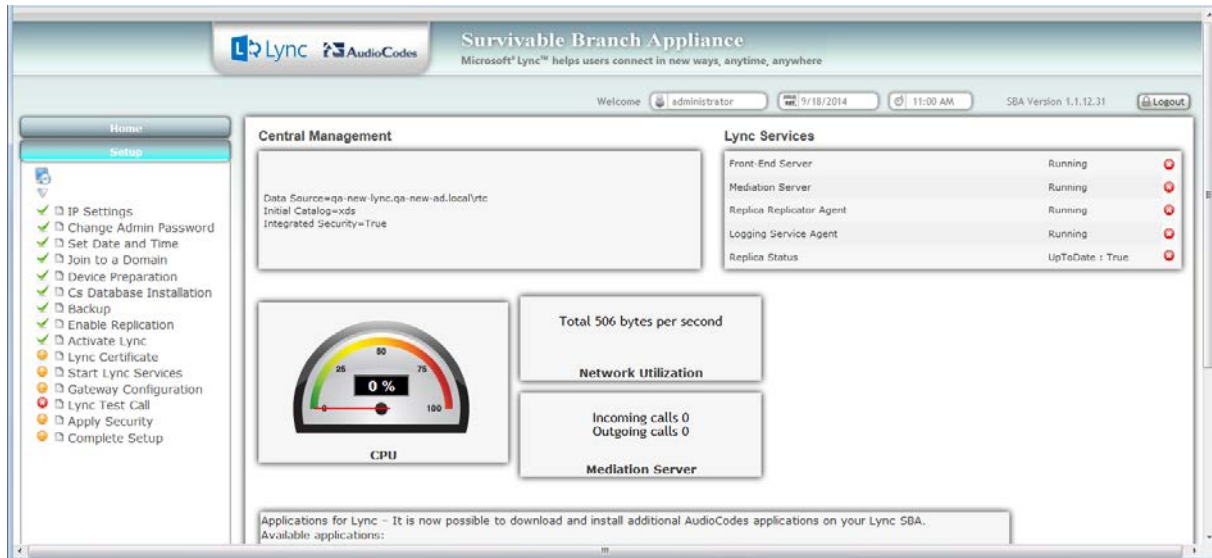 Lync AudioCodes
Survivable Branch Appliance
Microsoft® Lync™ helps users connect in new ways, anytime, anywhere
Welcome administrator 9/18/2014 11:00 AM SBA Version 1.1.12.31 Logout
Home
Setup
IP Settings
Change Admin Password
Set Date and Time
Join to a Domain
Device Preparation
Cs Database Installation
Backup
Enable Replication
Activate Lync
Lync Certificate
Start Lync Services
Gateway Configuration
Lync Test Call
Apply Security
Complete Setup
Central Management
Data Source=qa-new-lync.qa-new-ad.local\rtc
Initial Catalog=xds
Integrated Security=True
Lync Services
Front-End Server Running
Mediation Server Running
Replica Replicator Agent Running
Logging Service Agent Running
Replica Status UpToDate : True
0 25 50 75 100
0 %
CPU
Total 506 bytes per second
Network Utilization
Incoming calls 0
Outgoing calls 0
Mediation Server
Applications for Lync - It is now possible to download and install additional AudioCodes applications on your Lync SBA.
Available applications: